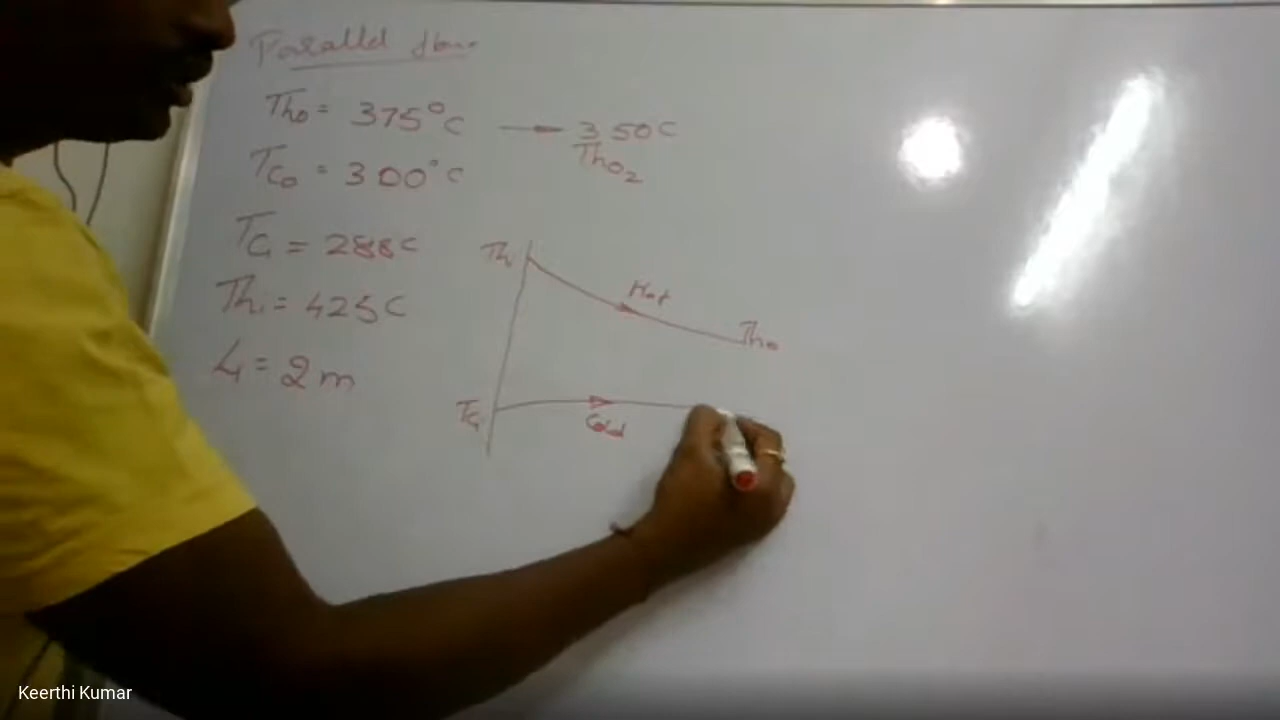 Parallel flow
Tho = 375°C → 350C
Tho2
Tco = 300°C
Tci = 288C
Thi = 425C
L1 = 2m
Thi
Hot
Tho
Tci
Cold
Keerthi Kumar